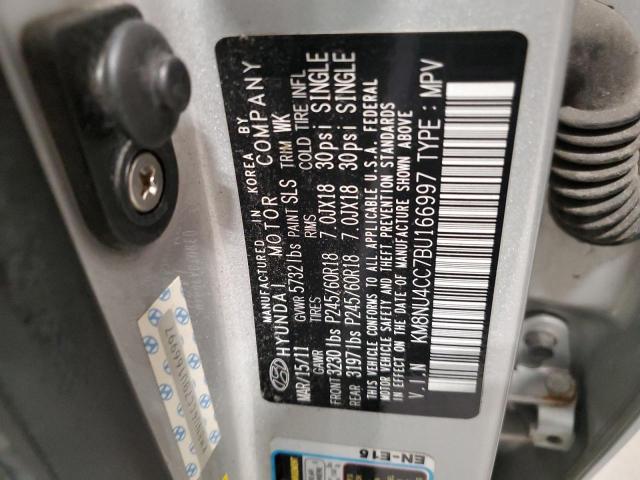 MANUFACTURED IN KOREA BY
HYUNDAI MOTOR COMPANY
MAR/15/11 GVWR 5732 lbs PAINT SLS TRIM WK
GAWR TIRES RIMS COLD TIRE INFL
FRONT 3230 lbs P245/60R18 7.0JX18 30psi SINGLE
REAR 3197 lbs P245/60R18 7.0JX18 30psi SINGLE
THIS VEHICLE CONFORMS TO ALL APPLICABLE U.S.A. FEDERAL
MOTOR VEHICLE SAFETY AND THEFT PREVENTION STANDARDS
IN EFFECT ON THE DATE OF MANUFACTURE SHOWN ABOVE
V.I.N KM8NU4CC7BU166997 TYPE : MPV
EN-E16